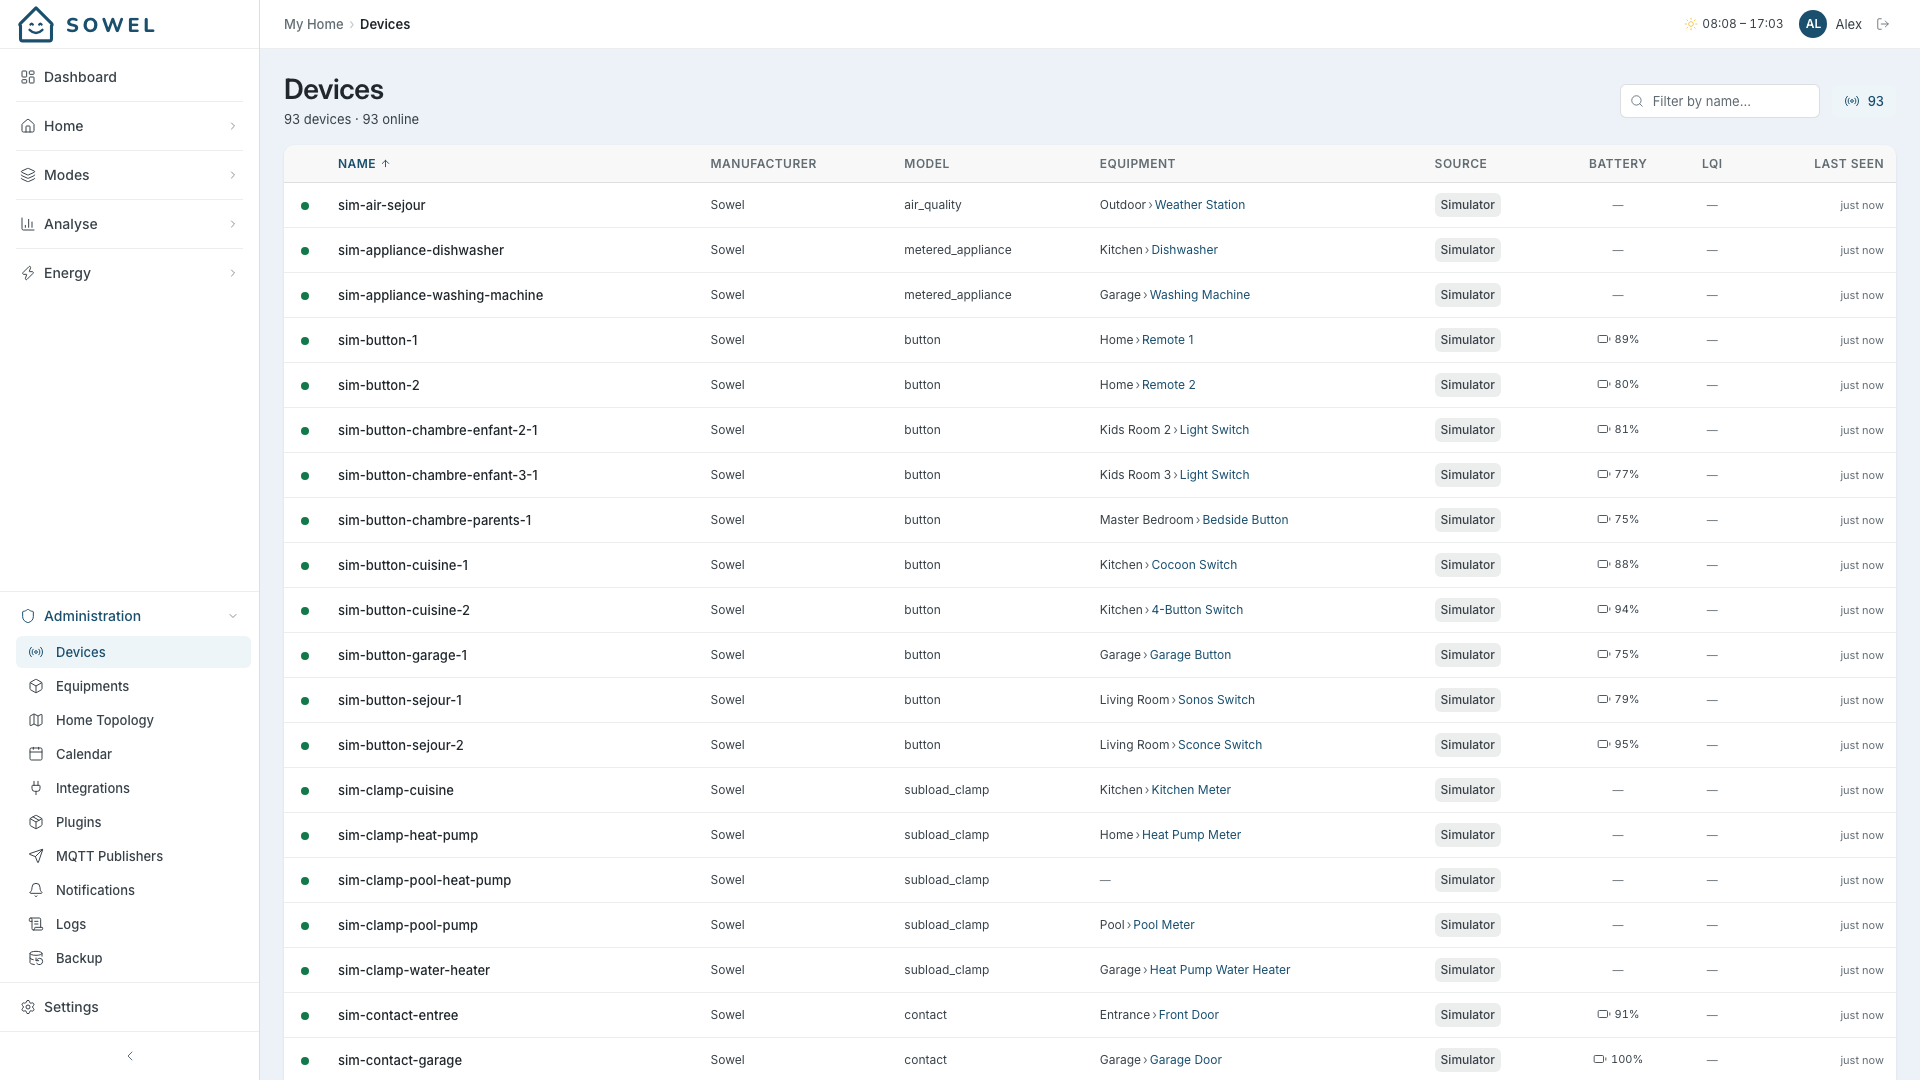 SOWEL
My Home › Devices
08:08 – 17:03
AL
Alex
Dashboard
Home
Modes
Analyse
Energy
Administration
Devices
Equipments
Home Topology
Calendar
Integrations
Plugins
MQTT Publishers
Notifications
Logs
Backup
Settings
Devices
93 devices · 93 online
Filter by name...
93
NAME ↑ MANUFACTURER MODEL EQUIPMENT SOURCE BATTERY LQI LAST SEEN
sim-air-sejour Sowel air_quality Outdoor › Weather Station Simulator — — just now
sim-appliance-dishwasher Sowel metered_appliance Kitchen › Dishwasher Simulator — — just now
sim-appliance-washing-machine Sowel metered_appliance Garage › Washing Machine Simulator — — just now
sim-button-1 Sowel button Home › Remote 1 Simulator 89% — just now
sim-button-2 Sowel button Home › Remote 2 Simulator 80% — just now
sim-button-chambre-enfant-2-1 Sowel button Kids Room 2 › Light Switch Simulator 81% — just now
sim-button-chambre-enfant-3-1 Sowel button Kids Room 3 › Light Switch Simulator 77% — just now
sim-button-chambre-parents-1 Sowel button Master Bedroom › Bedside Button Simulator 75% — just now
sim-button-cuisine-1 Sowel button Kitchen › Cocoon Switch Simulator 88% — just now
sim-button-cuisine-2 Sowel button Kitchen › 4-Button Switch Simulator 94% — just now
sim-button-garage-1 Sowel button Garage › Garage Button Simulator 75% — just now
sim-button-sejour-1 Sowel button Living Room › Sonos Switch Simulator 79% — just now
sim-button-sejour-2 Sowel button Living Room › Sconce Switch Simulator 95% — just now
sim-clamp-cuisine Sowel subload_clamp Kitchen › Kitchen Meter Simulator — — just now
sim-clamp-heat-pump Sowel subload_clamp Home › Heat Pump Meter Simulator — — just now
sim-clamp-pool-heat-pump Sowel subload_clamp — Simulator — — just now
sim-clamp-pool-pump Sowel subload_clamp Pool › Pool Meter Simulator — — just now
sim-clamp-water-heater Sowel subload_clamp Garage › Heat Pump Water Heater Simulator — — just now
sim-contact-entree Sowel contact Entrance › Front Door Simulator 91% — just now
sim-contact-garage Sowel contact Garage › Garage Door Simulator 100% — just now